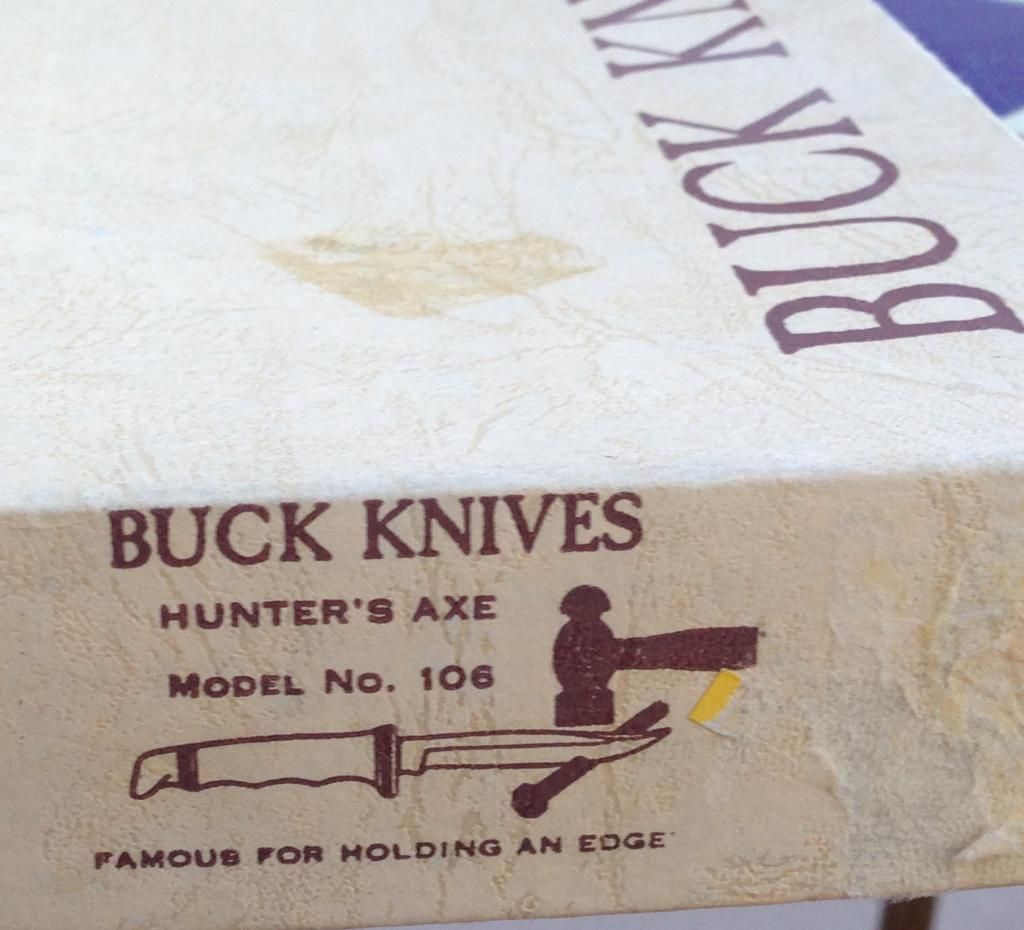 BUCK KN
BUCK KNIVES
HUNTER'S AXE
MODEL No. 106
FAMOUS FOR HOLDING AN EDGE